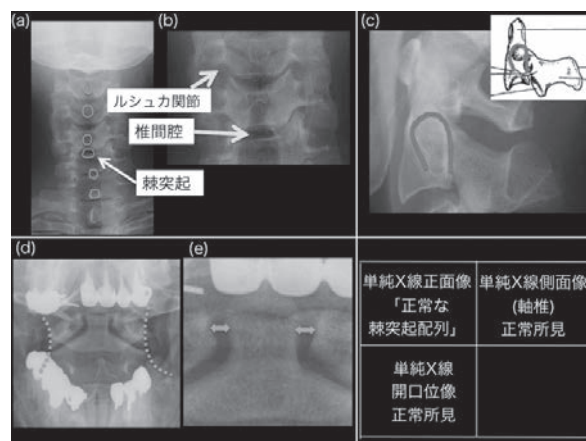 (a)
(b)
(c)
ルシュカ関節
椎間腔
棘突起
(d)
(e)
単純X線正面像
「正常な
棘突起配列」
単純X線側面像
(軸椎)
正常所見
単純X線
開口位像
正常所見